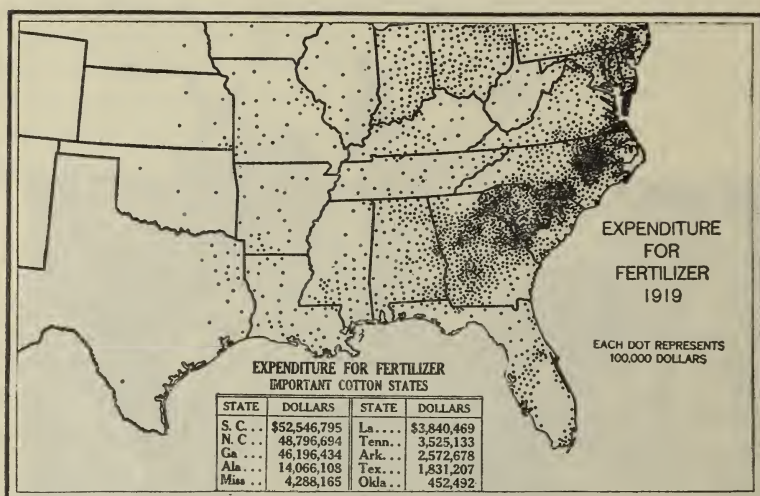 EXPENDITURE
FOR
FERTILIZER
1919
EACH DOT REPRESENTS
100,000 DOLLARS
EXPENDITURE FOR FERTILIZER
IMPORTANT COTTON STATES
STATE DOLLARS STATE DOLLARS
S. C... $52,546,795 La.... $3,840,469
N. C... 48,796,694 Tenn.. 3,525,133
Ga ... 46,196,434 Ark... 2,572,678
Ala... 14,066,108 Tex... 1,831,207
Miss .. 4,288,165 Okla.. 452,492